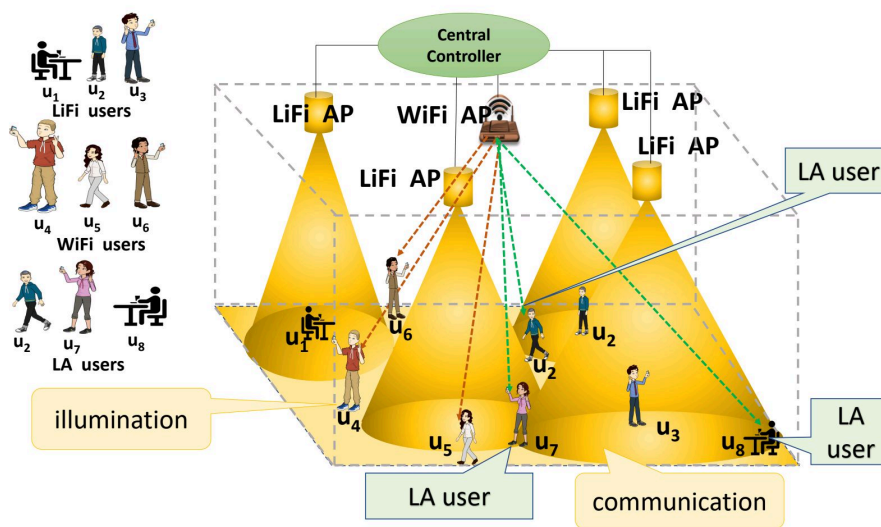 Central
Controller
u₁
u₂
u₃
LiFi users
u₄
u₅
u₆
WiFi users
u₂
u₇
u₈
LA users
LiFi AP
WiFi AP
LiFi AP
LiFi AP
LiFi AP
LA user
u₁
u₆
u₂
u₂
u₄
u₅
u₇
u₃
u₈
illumination
LA user
LA
user
communication